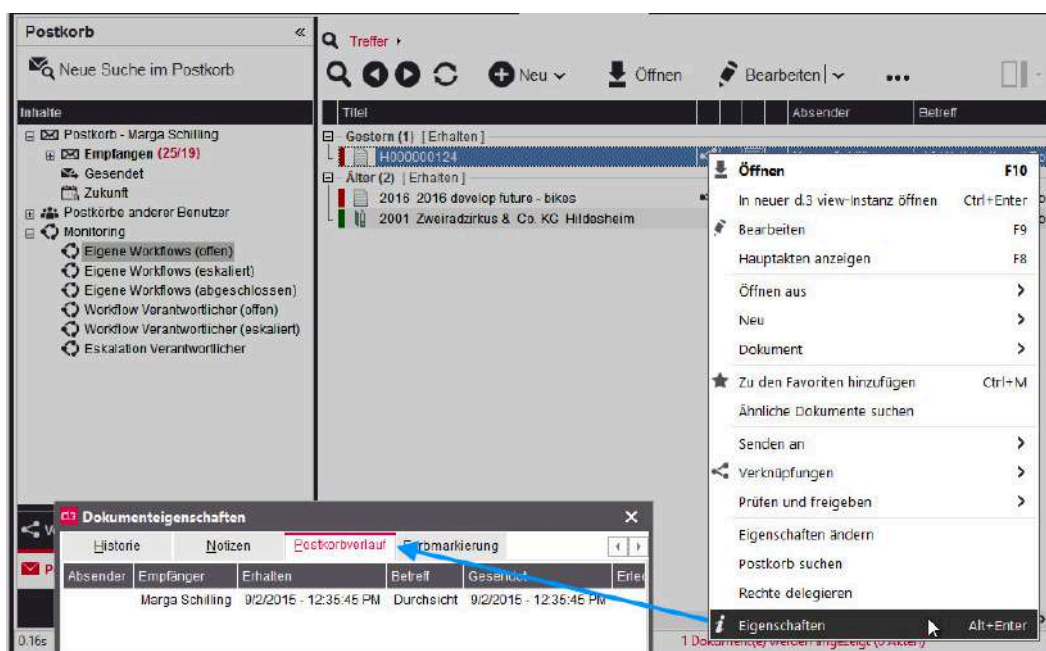 Postkorb «
Neue Suche im Postkorb
Inhalte
Postkorb - Marga Schilling
Empfangen (25/19)
Gesendet
Zukunft
Postkörbe anderer Benutzer
Monitoring
Eigene Workflows (offen)
Eigene Workflows (eskaliert)
Eigene Workflows (abgeschlossen)
Workflow Verantwortlicher (offen)
Workflow Verantwortlicher (eskaliert)
Eskalation Verantwortlicher
Treffer
Neu Öffnen Bearbeiten
Titel Absender Betreff
Gestern (1) [Erhalten]
H000000124
Älter (2) [Erhalten]
2016 2016 develop future - bikes
2001 Zweiradzirkus & Co. KG Hildesheim
Öffnen F10
In neuer d.3 view-Instanz öffnen Ctrl+Enter
Bearbeiten F9
Hauptakten anzeigen F8
Öffnen aus
Neu
Dokument
Zu den Favoriten hinzufügen Ctrl+M
Ähnliche Dokumente suchen
Senden an
Verknüpfungen
Prüfen und freigeben
Eigenschaften ändern
Postkorb suchen
Rechte delegieren
Eigenschaften Alt+Enter
d3 Dokumenteigenschaften
Historie Notizen Postkorbverlauf Farbmarkierung
Absender Empfänger Erhalten Betreff Gesendet
Marga Schilling 9/2/2015 - 12:35:45 PM Durchsicht 9/2/2015 - 12:35:45 PM
0.16s